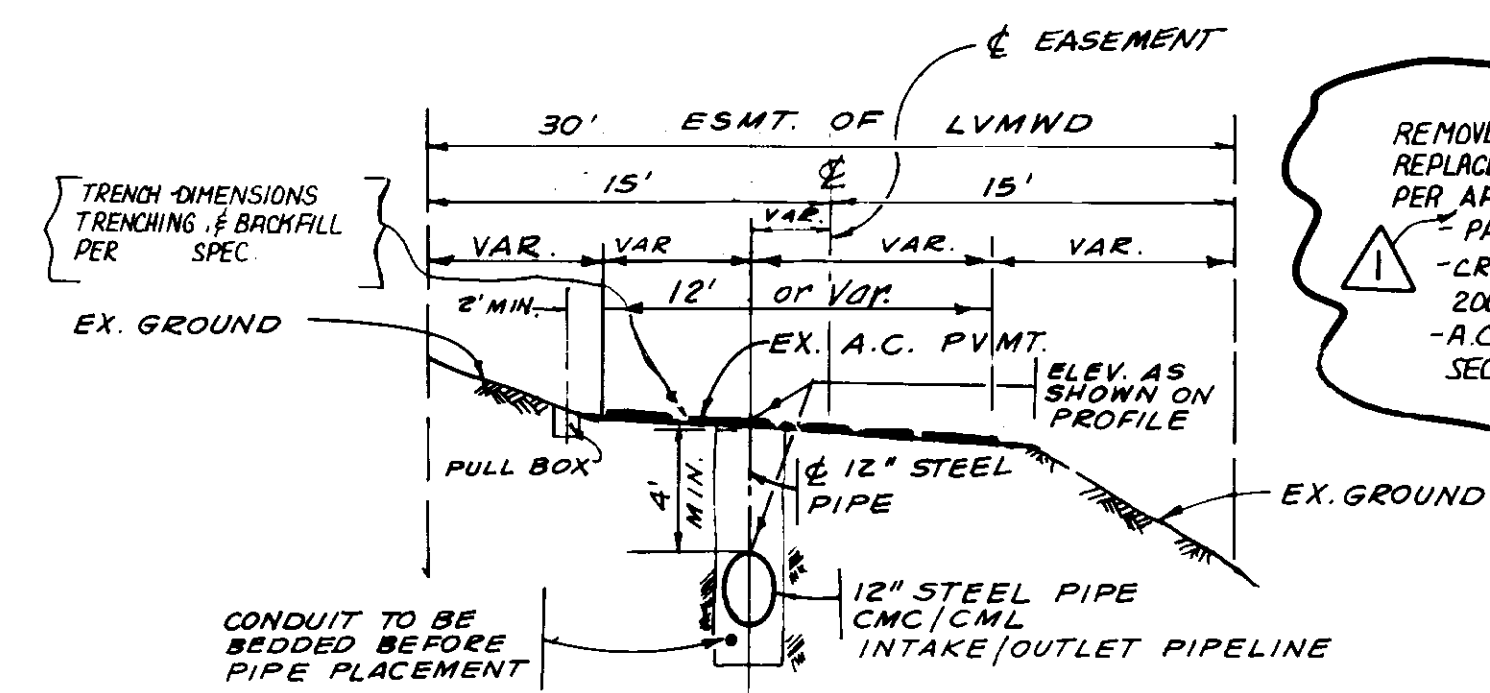 ℄ EASEMENT
30' ESMT. OF LVMWD
15' ℄ 15'
VAR.
VAR. VAR VAR. VAR.
12' or Var.
2' MIN.
TRENCH DIMENSIONS
TRENCHING & BACKFILL
PER SPEC.
EX. GROUND
EX. A.C. PVMT.
ELEV. AS
SHOWN ON
PROFILE
PULL BOX
4'
MIN.
℄ 12" STEEL
PIPE
EX. GROUND
12" STEEL PIPE
CMC/CML
INTAKE/OUTLET PIPELINE
CONDUIT TO BE
BEDDED BEFORE
PIPE PLACEMENT
1